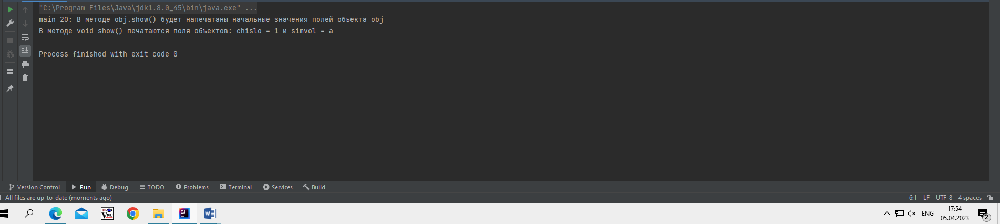 "C:\Program Files\Java\jdk1.8.0_45\bin\java.exe" ...
main 20: В методе obj.show() будет напечатаны начальные значения полей объекта obj
В методе void show() печатаются поля объектов: chislo = 1 и simvol = a
Process finished with exit code 0
Version Control Run Debug TODO Problems Terminal Services Build
All files are up-to-date (moments ago) 6:1 LF UTF-8 4 spaces
VNC IJ W ENG 17:54
05.04.2023 2